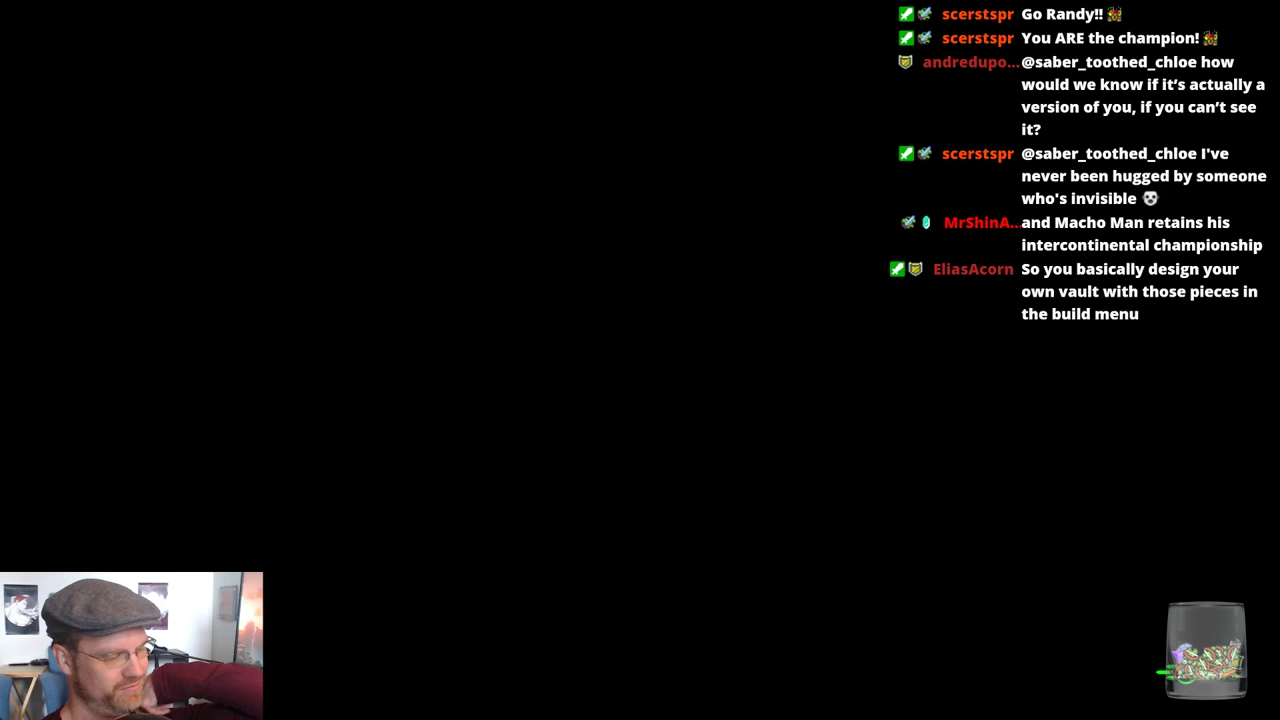 scerstspr Go Randy!!
scerstspr You ARE the champion!
andredupo... @saber_toothed_chloe how
would we know if it’s actually a
version of you, if you can’t see
it?
scerstspr @saber_toothed_chloe I've
never been hugged by someone
who's invisible
MrShinA... and Macho Man retains his
intercontinental championship
EliasAcorn So you basically design your
own vault with those pieces in
the build menu